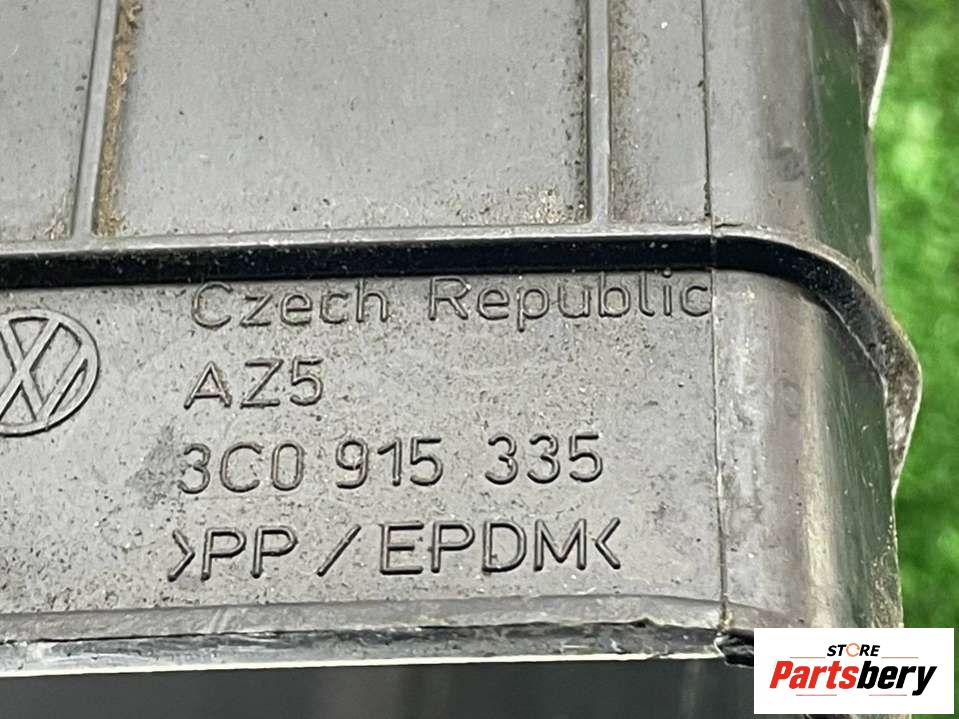 Czech Republic
AZ5
3C0 915 335
>PP/EPDM<
STORE
Partsbery